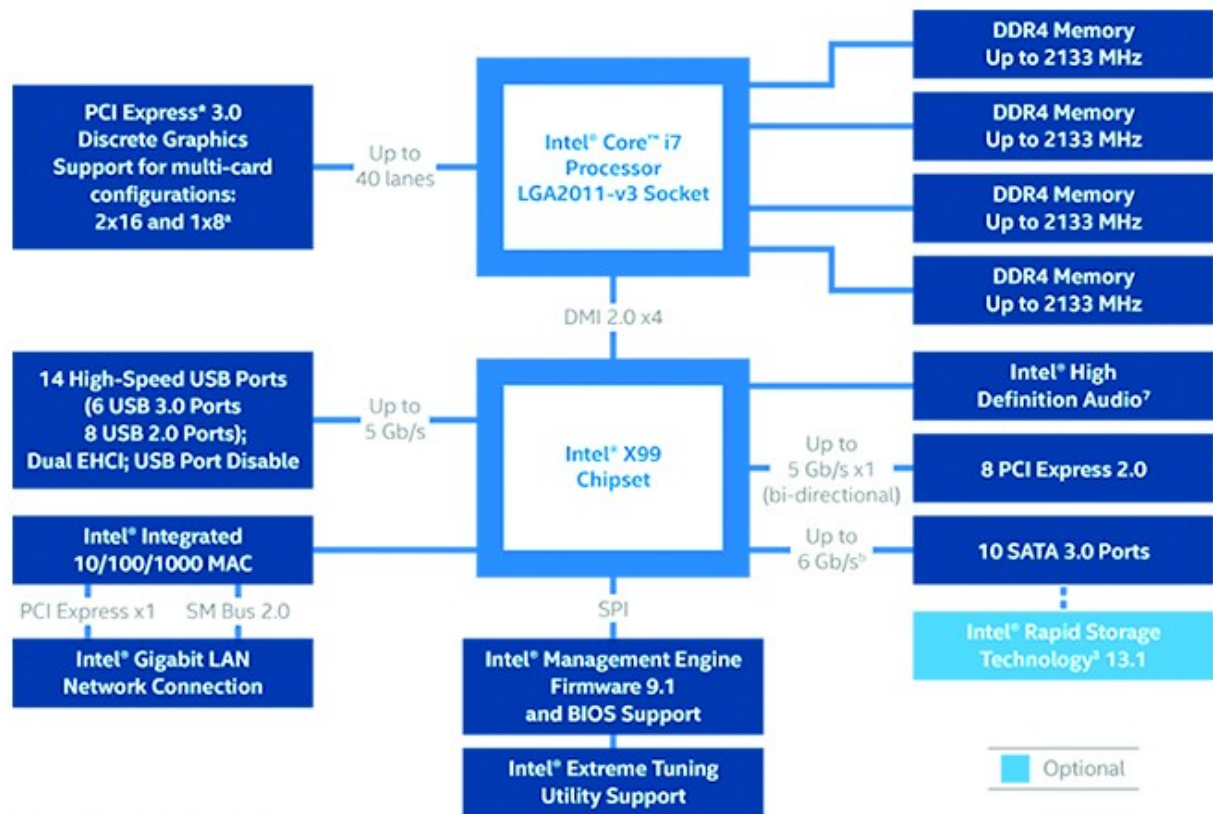 DDR4 Memory
Up to 2133 MHz
PCI Express* 3.0
Discrete Graphics
Support for multi-card
configurations:
2x16 and 1x8ᵃ
Up to
40 lanes
Intel® Core™ i7
Processor
LGA2011-v3 Socket
DDR4 Memory
Up to 2133 MHz
DDR4 Memory
Up to 2133 MHz
DDR4 Memory
Up to 2133 MHz
DMI 2.0 x4
14 High-Speed USB Ports
(6 USB 3.0 Ports
8 USB 2.0 Ports);
Dual EHCI; USB Port Disable
Up to
5 Gb/s
Intel® X99
Chipset
Intel® High
Definition Audio⁷
Up to
5 Gb/s x1
(bi-directional)
8 PCI Express 2.0
Intel® Integrated
10/100/1000 MAC
Up to
6 Gb/sᵇ
10 SATA 3.0 Ports
PCI Express x1
SM Bus 2.0
SPI
Intel® Gigabit LAN
Network Connection
Intel® Management Engine
Firmware 9.1
and BIOS Support
Intel® Rapid Storage
Technology³ 13.1
Intel® Extreme Tuning
Utility Support
Optional